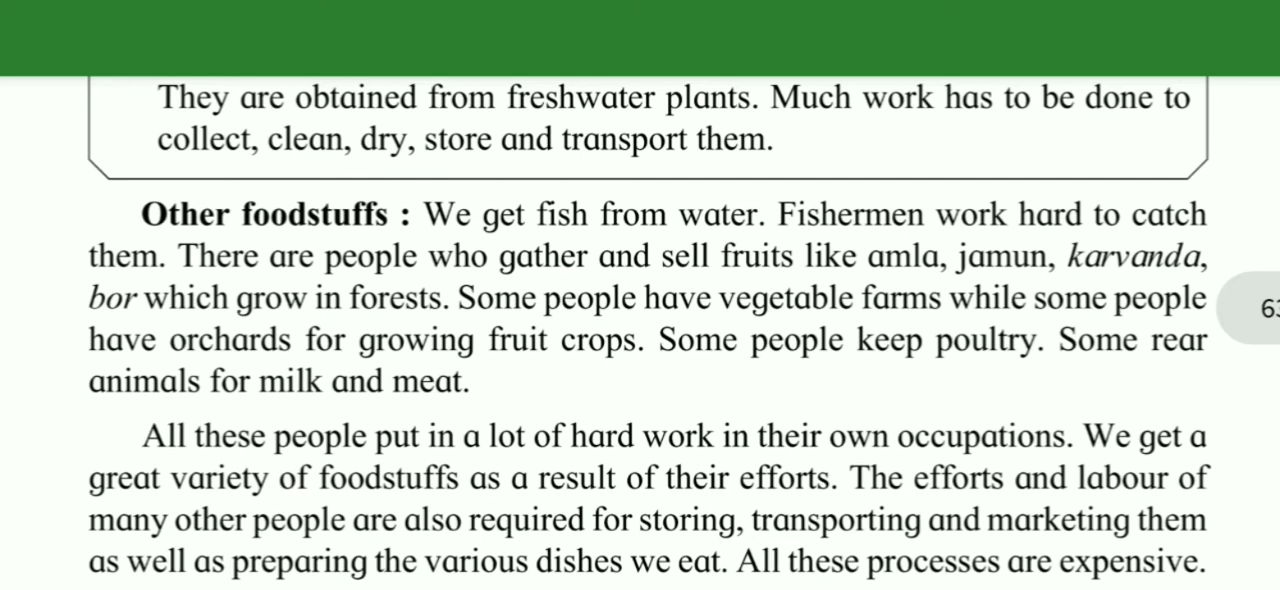 They are obtained from freshwater plants. Much work has to be done to
collect, clean, dry, store and transport them.
Other foodstuffs : We get fish from water. Fishermen work hard to catch
them. There are people who gather and sell fruits like amla, jamun, karvanda,
bor which grow in forests. Some people have vegetable farms while some people
have orchards for growing fruit crops. Some people keep poultry. Some rear
animals for milk and meat.
All these people put in a lot of hard work in their own occupations. We get a
great variety of foodstuffs as a result of their efforts. The efforts and labour of
many other people are also required for storing, transporting and marketing them
as well as preparing the various dishes we eat. All these processes are expensive.